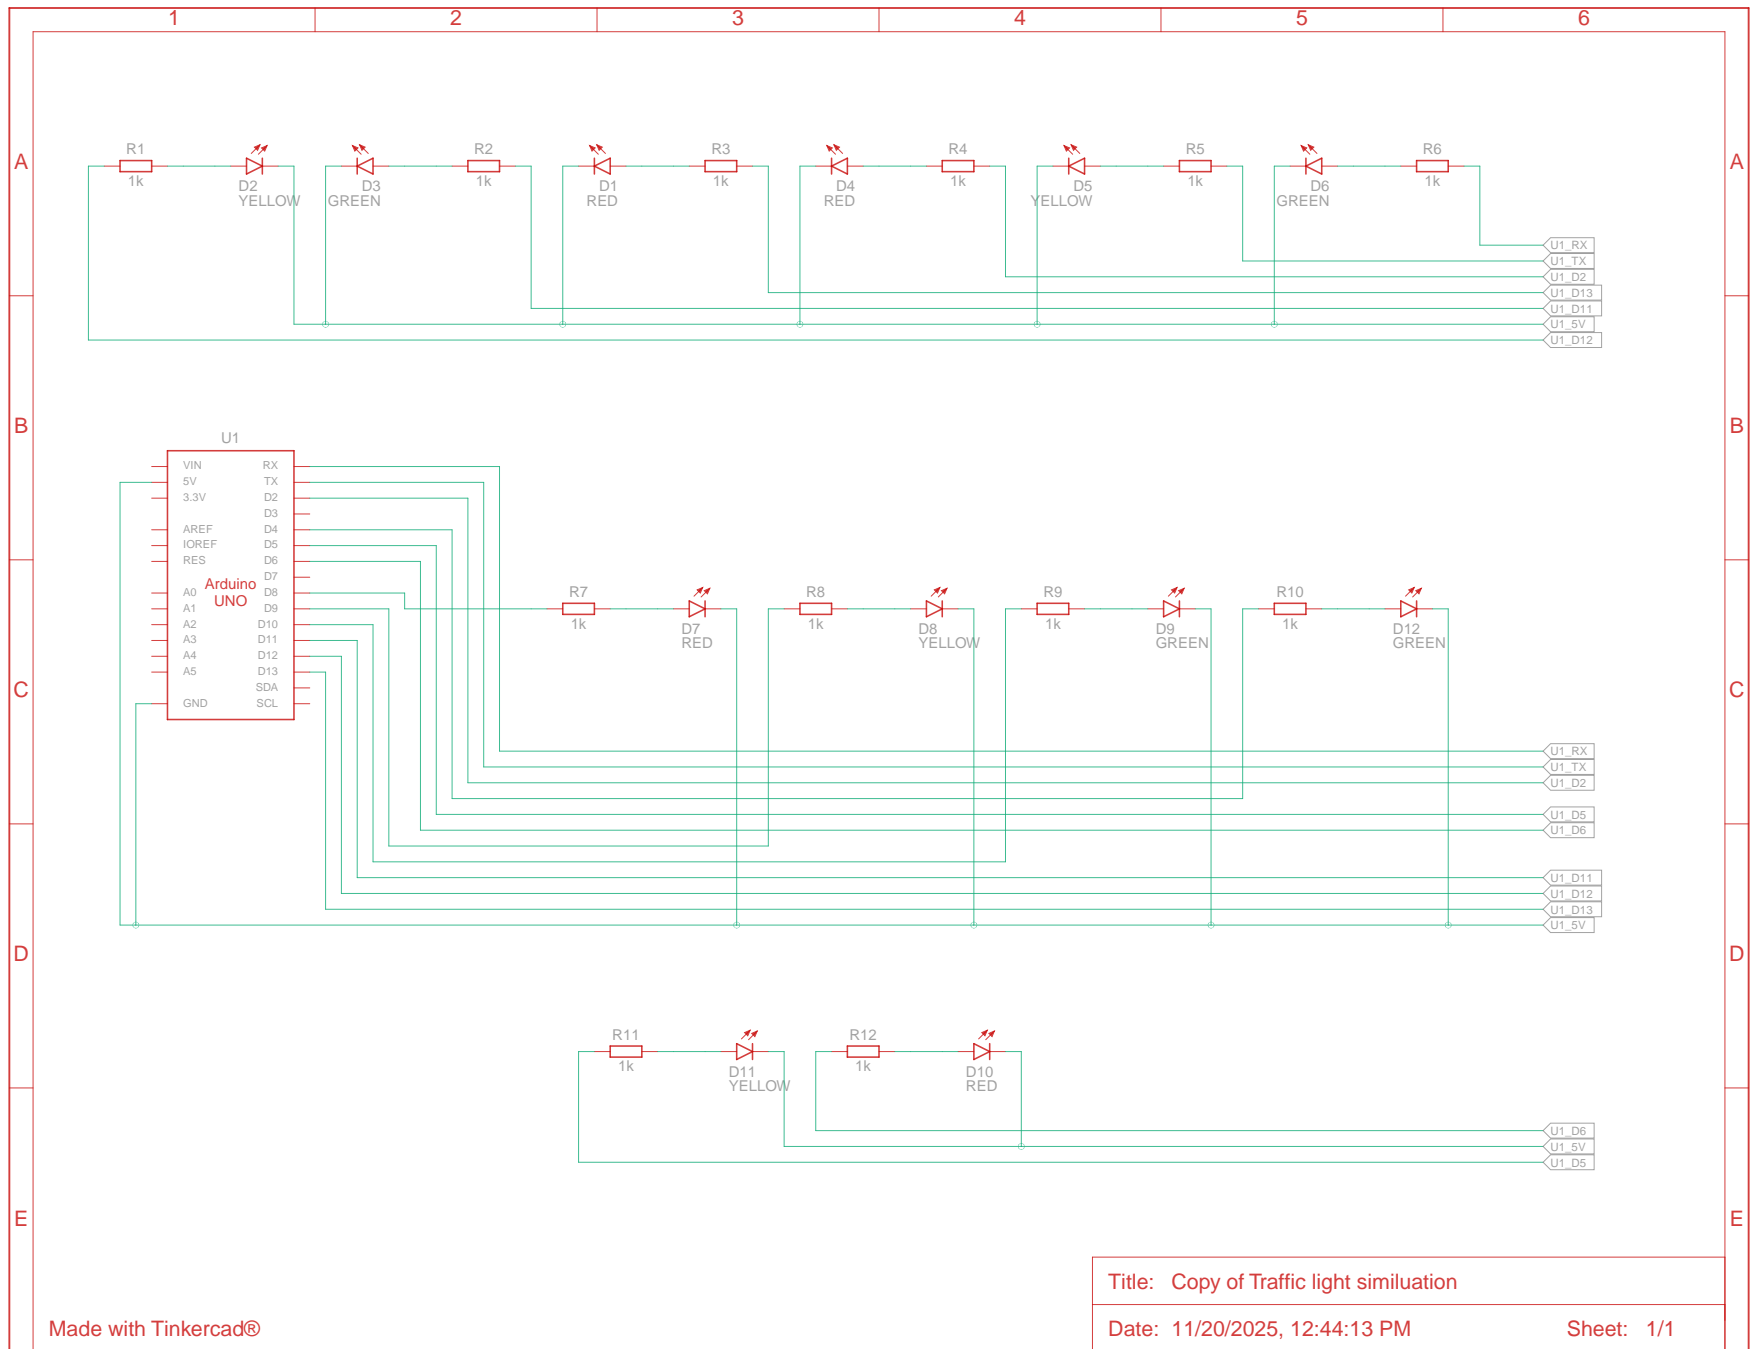 1 2 3 4 5 6
A A
R1 R2 R3 R4 R5 R6
1k 1k 1k 1k 1k 1k
D2 D3 D1 D4 D5 D6
YELLOW GREEN RED RED YELLOW GREEN
U1_RX
U1_TX
U1_D2
U1_D13
U1_D11
U1_5V
U1_D12
B B
U1
VIN RX
5V TX
3.3V D2
D3
AREF D4
IOREF D5
RES D6
D7
Arduino
UNO
A0 D8
A1 D9
A2 D10
A3 D11
A4 D12
A5 D13
SDA
GND SCL
R7 R8 R9 R10
1k 1k 1k 1k
D7 D8 D9 D12
RED YELLOW GREEN GREEN
C C
U1_RX
U1_TX
U1_D2
U1_D5
U1_D6
U1_D11
U1_D12
U1_D13
U1_5V
D D
R11 R12
1k 1k
D11 D10
YELLOW RED
U1_D6
U1_5V
U1_D5
E E
Title: Copy of Traffic light similuation
Made with Tinkercad®
Date: 11/20/2025, 12:44:13 PM Sheet: 1/1